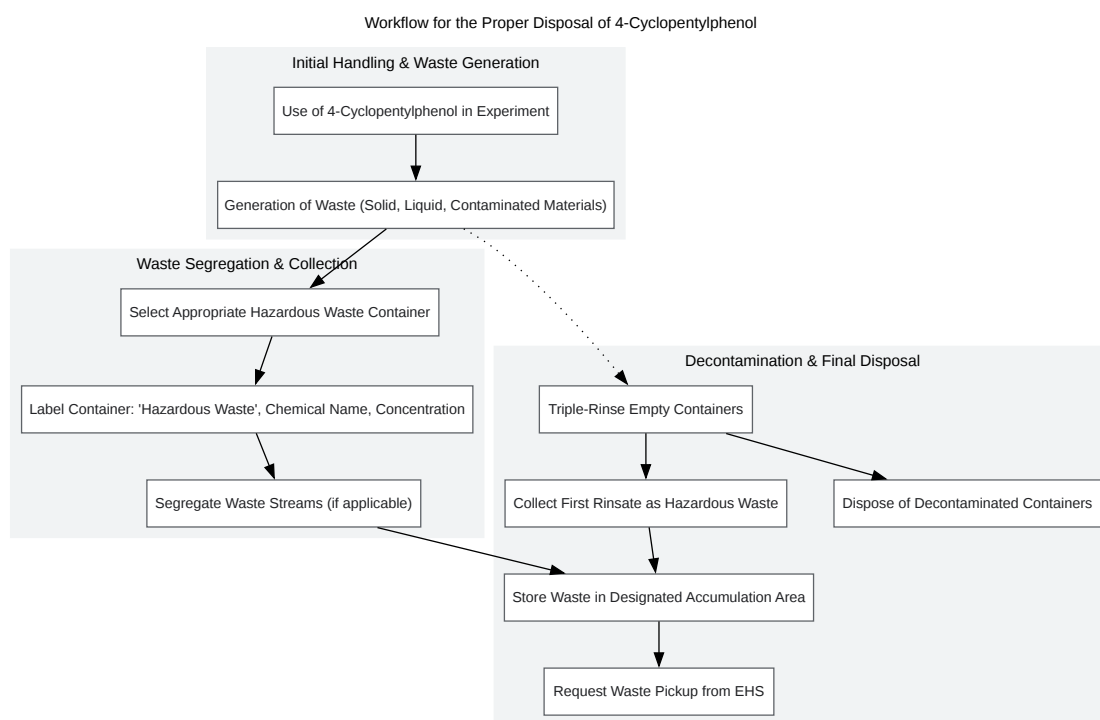 Workflow for the Proper Disposal of 4-Cyclopentylphenol
Initial Handling & Waste Generation
Use of 4-Cyclopentylphenol in Experiment
Generation of Waste (Solid, Liquid, Contaminated Materials)
Waste Segregation & Collection
Select Appropriate Hazardous Waste Container
Label Container: 'Hazardous Waste', Chemical Name, Concentration
Segregate Waste Streams (if applicable)
Decontamination & Final Disposal
Triple-Rinse Empty Containers
Collect First Rinsate as Hazardous Waste
Dispose of Decontaminated Containers
Store Waste in Designated Accumulation Area
Request Waste Pickup from EHS